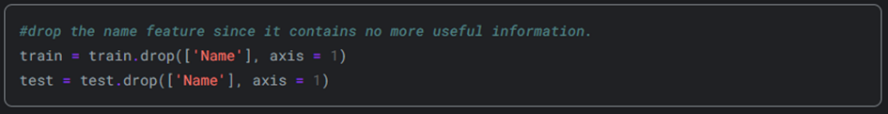 #drop the name feature since it contains no more useful information.
train = train.drop(['Name'], axis = 1)
test = test.drop(['Name'], axis = 1)